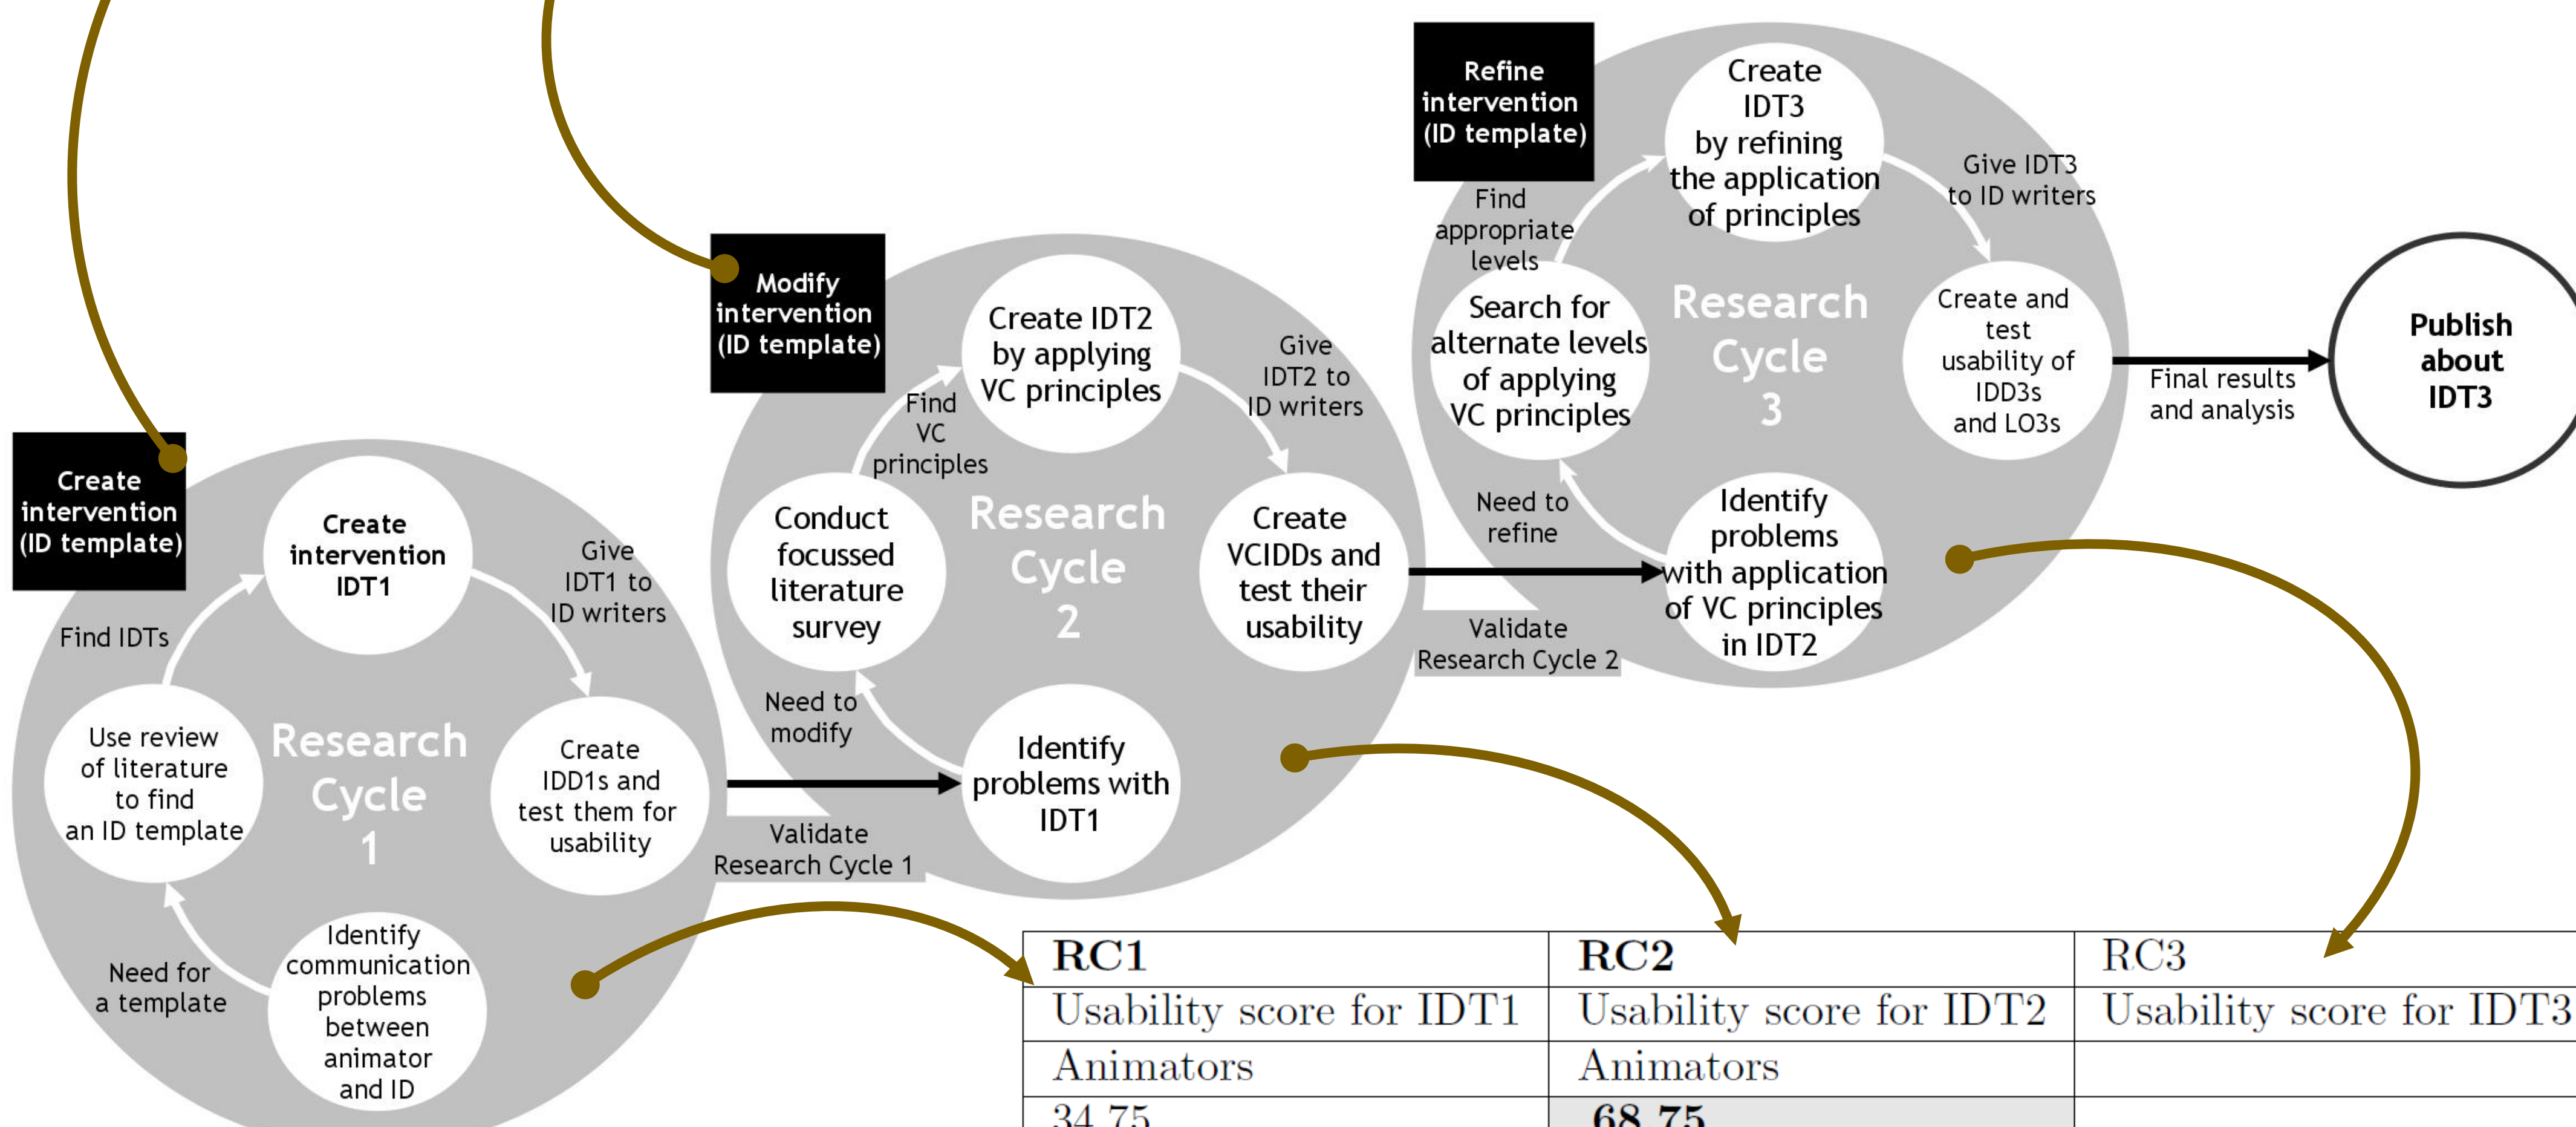 Create
intervention
(ID template)
Create
intervention
IDT1
Give
IDT1 to
ID writers
Find IDTs
Use review
of literature
to find
an ID template
Research
Cycle
1
Create
IDD1s and
test them for
usability
Need for
a template
Identify
communication
problems
between
animator
and ID
Validate
Research Cycle 1
Modify
intervention
(ID template)
Create IDT2
by applying
VC principles
Give
IDT2 to
ID writers
Find
VC
principles
Conduct
focussed
literature
survey
Research
Cycle
2
Create
VCIDDs and
test their
usability
Need to
modify
Identify
problems with
IDT1
Validate
Research Cycle 2
Refine
intervention
(ID template)
Create
IDT3
by refining
the application
of principles
Give IDT3
to ID writers
Find
appropriate
levels
Search for
alternate levels
of applying
VC principles
Research
Cycle
3
Create and
test
usability of
IDD3s
and LO3s
Need to
refine
Identify
problems
with application
of VC principles
in IDT2
Final results
and analysis
Publish
about
IDT3
RC1
RC2
RC3
Usability score for IDT1
Usability score for IDT2
Usability score for IDT3
Animators
Animators
34.75
68.75